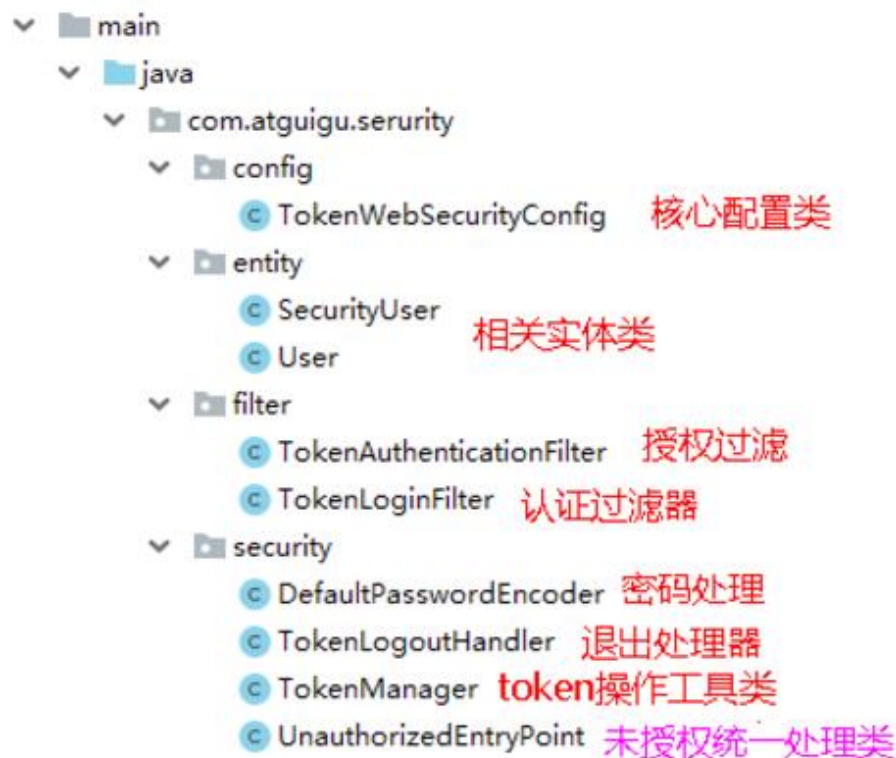 main
java
com.atguigu.serurity
config
TokenWebSecurityConfig 核心配置类
entity
SecurityUser
相关实体类
User
filter
TokenAuthenticationFilter 授权过滤
TokenLoginFilter 认证过滤器
security
DefaultPasswordEncoder 密码处理
TokenLogoutHandler 退出处理器
TokenManager token操作工具类
UnauthorizedEntryPoint 未授权统一处理类